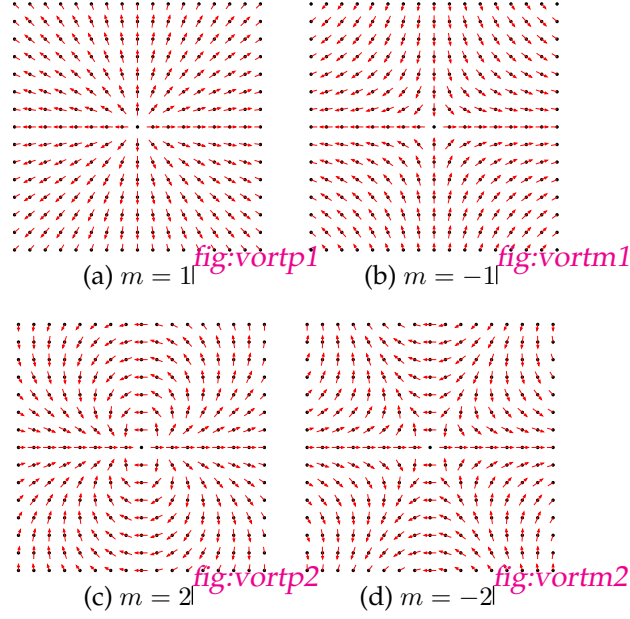 (a) m = 1 fig:vortp1
(b) m = −1 fig:vortm1
(c) m = 2 fig:vortp2
(d) m = −2 fig:vortm2